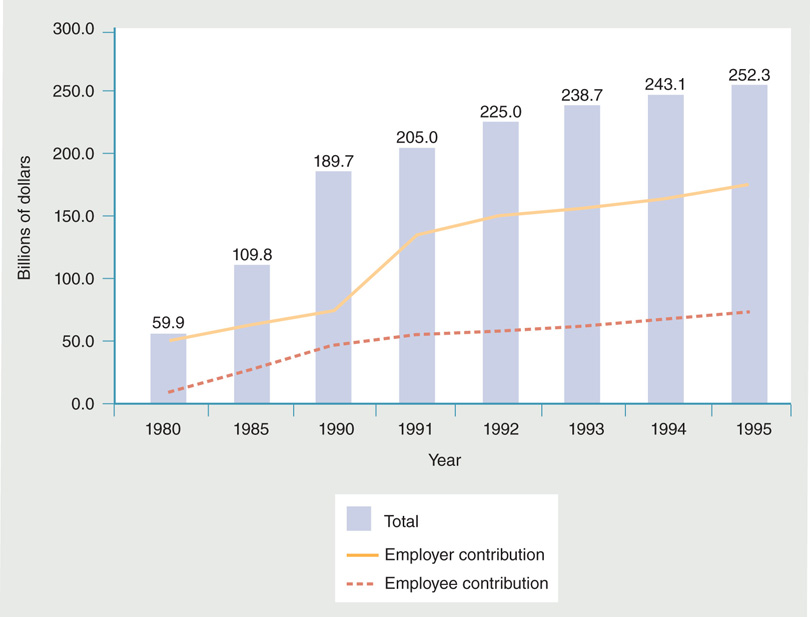 300.0
250.0
200.0
150.0
100.0
50.0
0.0
Billions of dollars
59.9
109.8
189.7
205.0
225.0
238.7
243.1
252.3
1980 1985 1990 1991 1992 1993 1994 1995
Year
Total
Employer contribution
Employee contribution